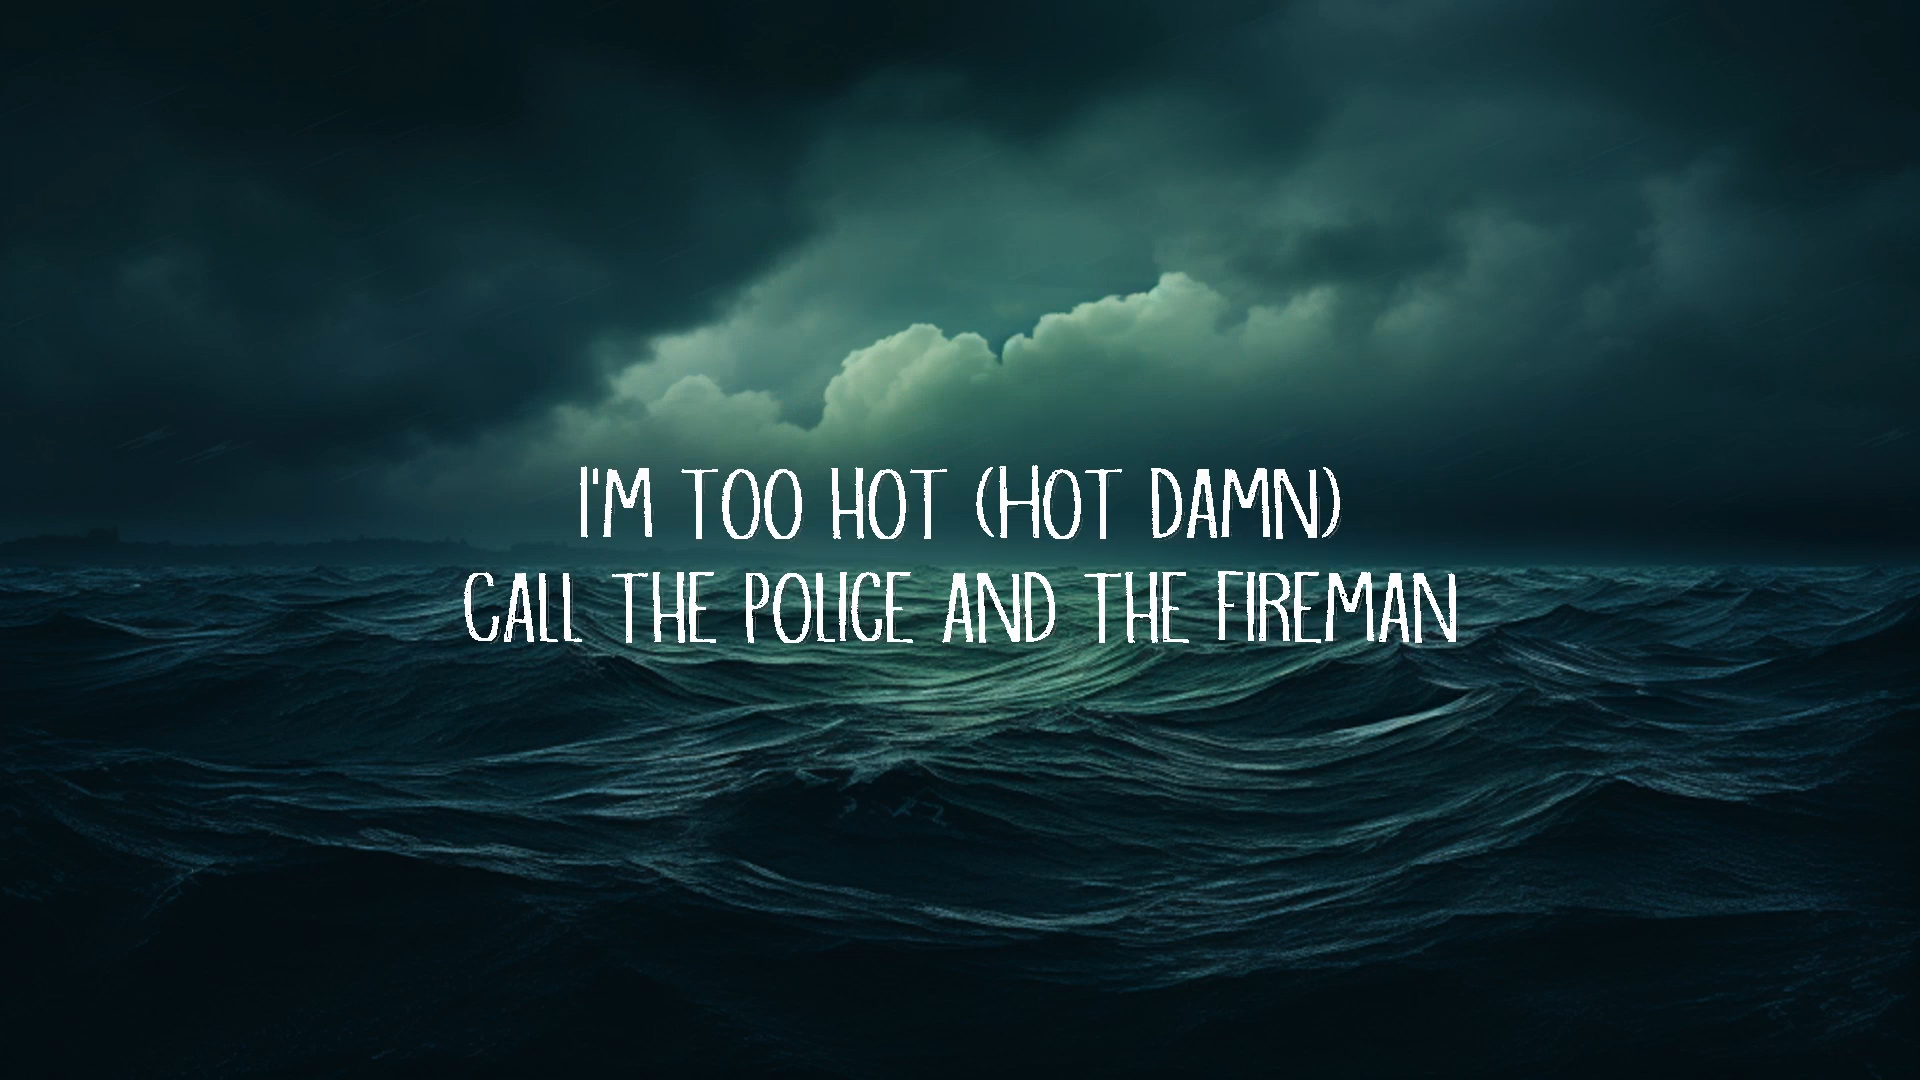 I'M TOO HOT (HOT DAMN)
CALL THE POLICE AND THE FIREMAN